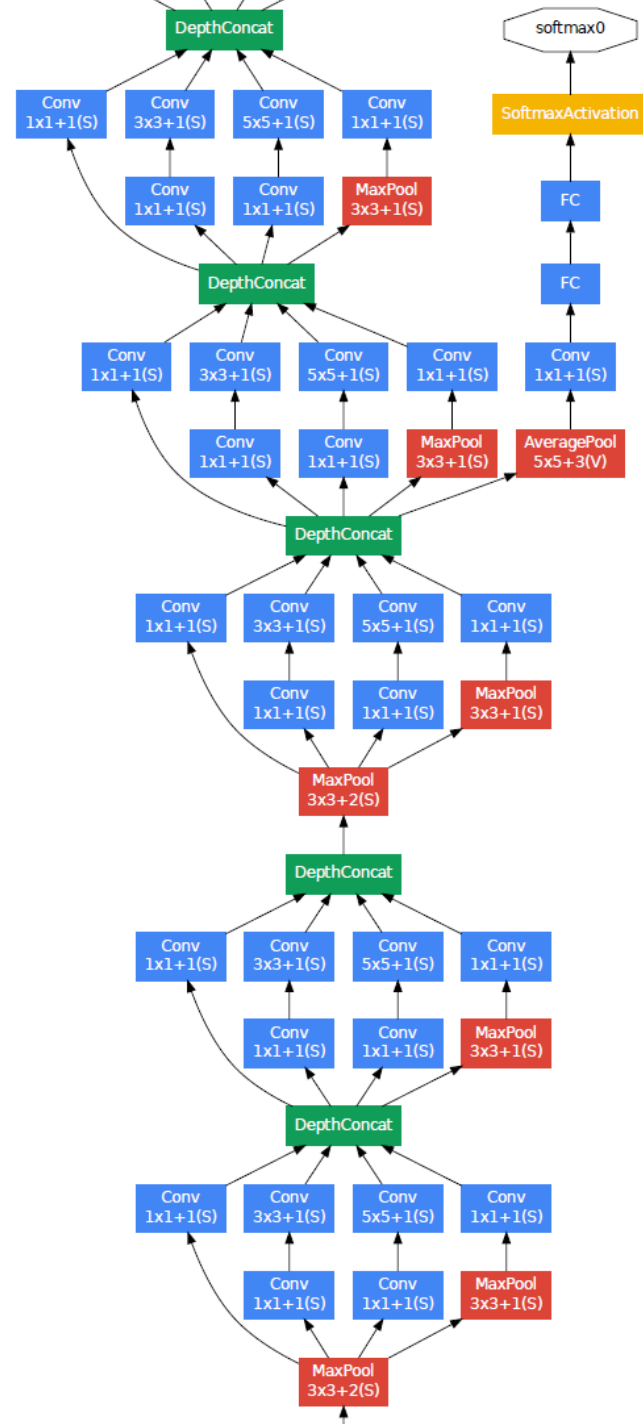 DepthConcat
softmax0
Conv
1x1+1(S)
Conv
3x3+1(S)
Conv
5x5+1(S)
Conv
1x1+1(S)
SoftmaxActivation
Conv
1x1+1(S)
Conv
1x1+1(S)
MaxPool
3x3+1(S)
FC
DepthConcat
FC
Conv
1x1+1(S)
Conv
3x3+1(S)
Conv
5x5+1(S)
Conv
1x1+1(S)
Conv
1x1+1(S)
Conv
1x1+1(S)
Conv
1x1+1(S)
MaxPool
3x3+1(S)
AveragePool
5x5+3(V)
DepthConcat
Conv
1x1+1(S)
Conv
3x3+1(S)
Conv
5x5+1(S)
Conv
1x1+1(S)
Conv
1x1+1(S)
Conv
1x1+1(S)
MaxPool
3x3+1(S)
MaxPool
3x3+2(S)
DepthConcat
Conv
1x1+1(S)
Conv
3x3+1(S)
Conv
5x5+1(S)
Conv
1x1+1(S)
Conv
1x1+1(S)
Conv
1x1+1(S)
MaxPool
3x3+1(S)
DepthConcat
Conv
1x1+1(S)
Conv
3x3+1(S)
Conv
5x5+1(S)
Conv
1x1+1(S)
Conv
1x1+1(S)
Conv
1x1+1(S)
MaxPool
3x3+1(S)
MaxPool
3x3+2(S)